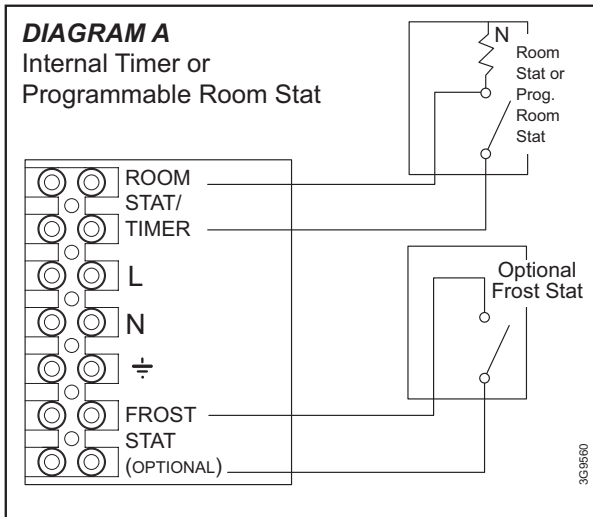 DIAGRAM A
Internal Timer or
Programmable Room Stat
N
Room
Stat or
Prog.
Room
Stat
ROOM
STAT/
TIMER
L
N
FROST
STAT
(OPTIONAL)
Optional
Frost Stat
3G9560